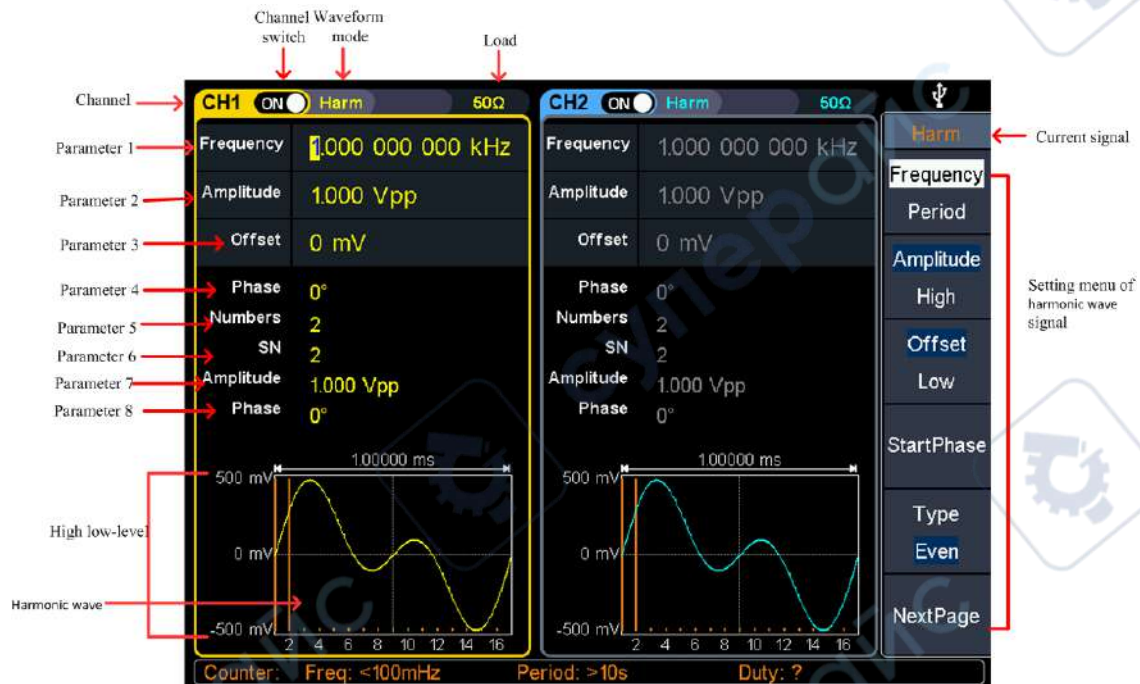 Channel Waveform
switch mode
Load
Channel
CH1 ON Harm 50Ω
CH2 ON Harm 50Ω
Parameter 1
Frequency 1.000 000 000 kHz
Frequency 1.000 000 000 kHz
Harm
Current signal
Parameter 2
Amplitude 1.000 Vpp
Amplitude 1.000 Vpp
Frequency
Period
Parameter 3
Offset 0 mV
Offset 0 mV
Amplitude
High
Parameter 4
Phase 0°
Phase 0°
Setting menu of
harmonic wave
signal
Parameter 5
Numbers 2
Numbers 2
Parameter 6
SN 2
SN 2
Offset
Low
Parameter 7
Amplitude 1.000 Vpp
Amplitude 1.000 Vpp
Parameter 8
Phase 0°
Phase 0°
StartPhase
1.00000 ms
1.00000 ms
500 mV
500 mV
Type
Even
High low-level
0 mV
0 mV
Harmonic wave
NextPage
-500 mV
-500 mV
2 4 6 8 10 12 14 16
2 4 6 8 10 12 14 16
Counter: Freq: <100mHz Period: >10s Duty: ?
суперайс